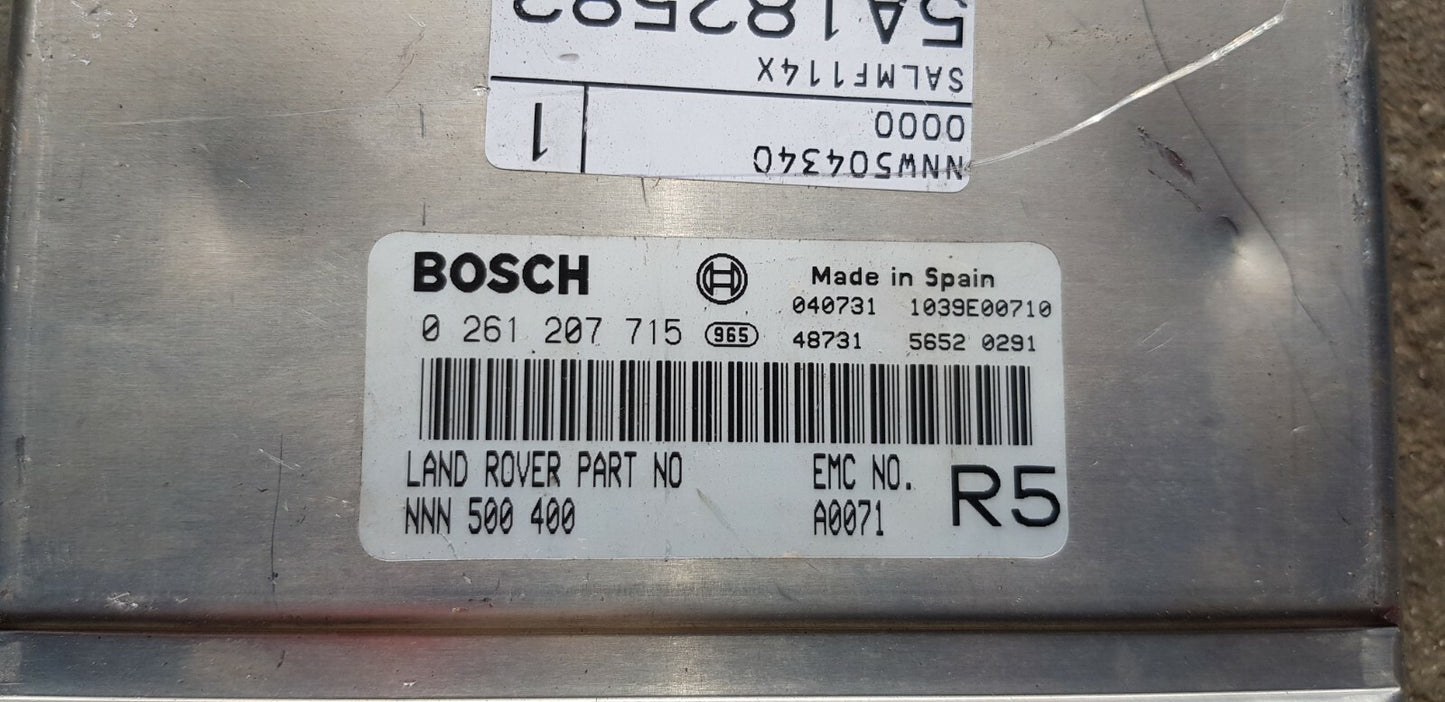 NNW504340
0000
1
SALMF114X
5A182582
BOSCH
Made in Spain
040731 1039E00710
0 261 207 715 965 48731 5652 0291
LAND ROVER PART NO EMC NO. R5
NNN 500 400 A0071